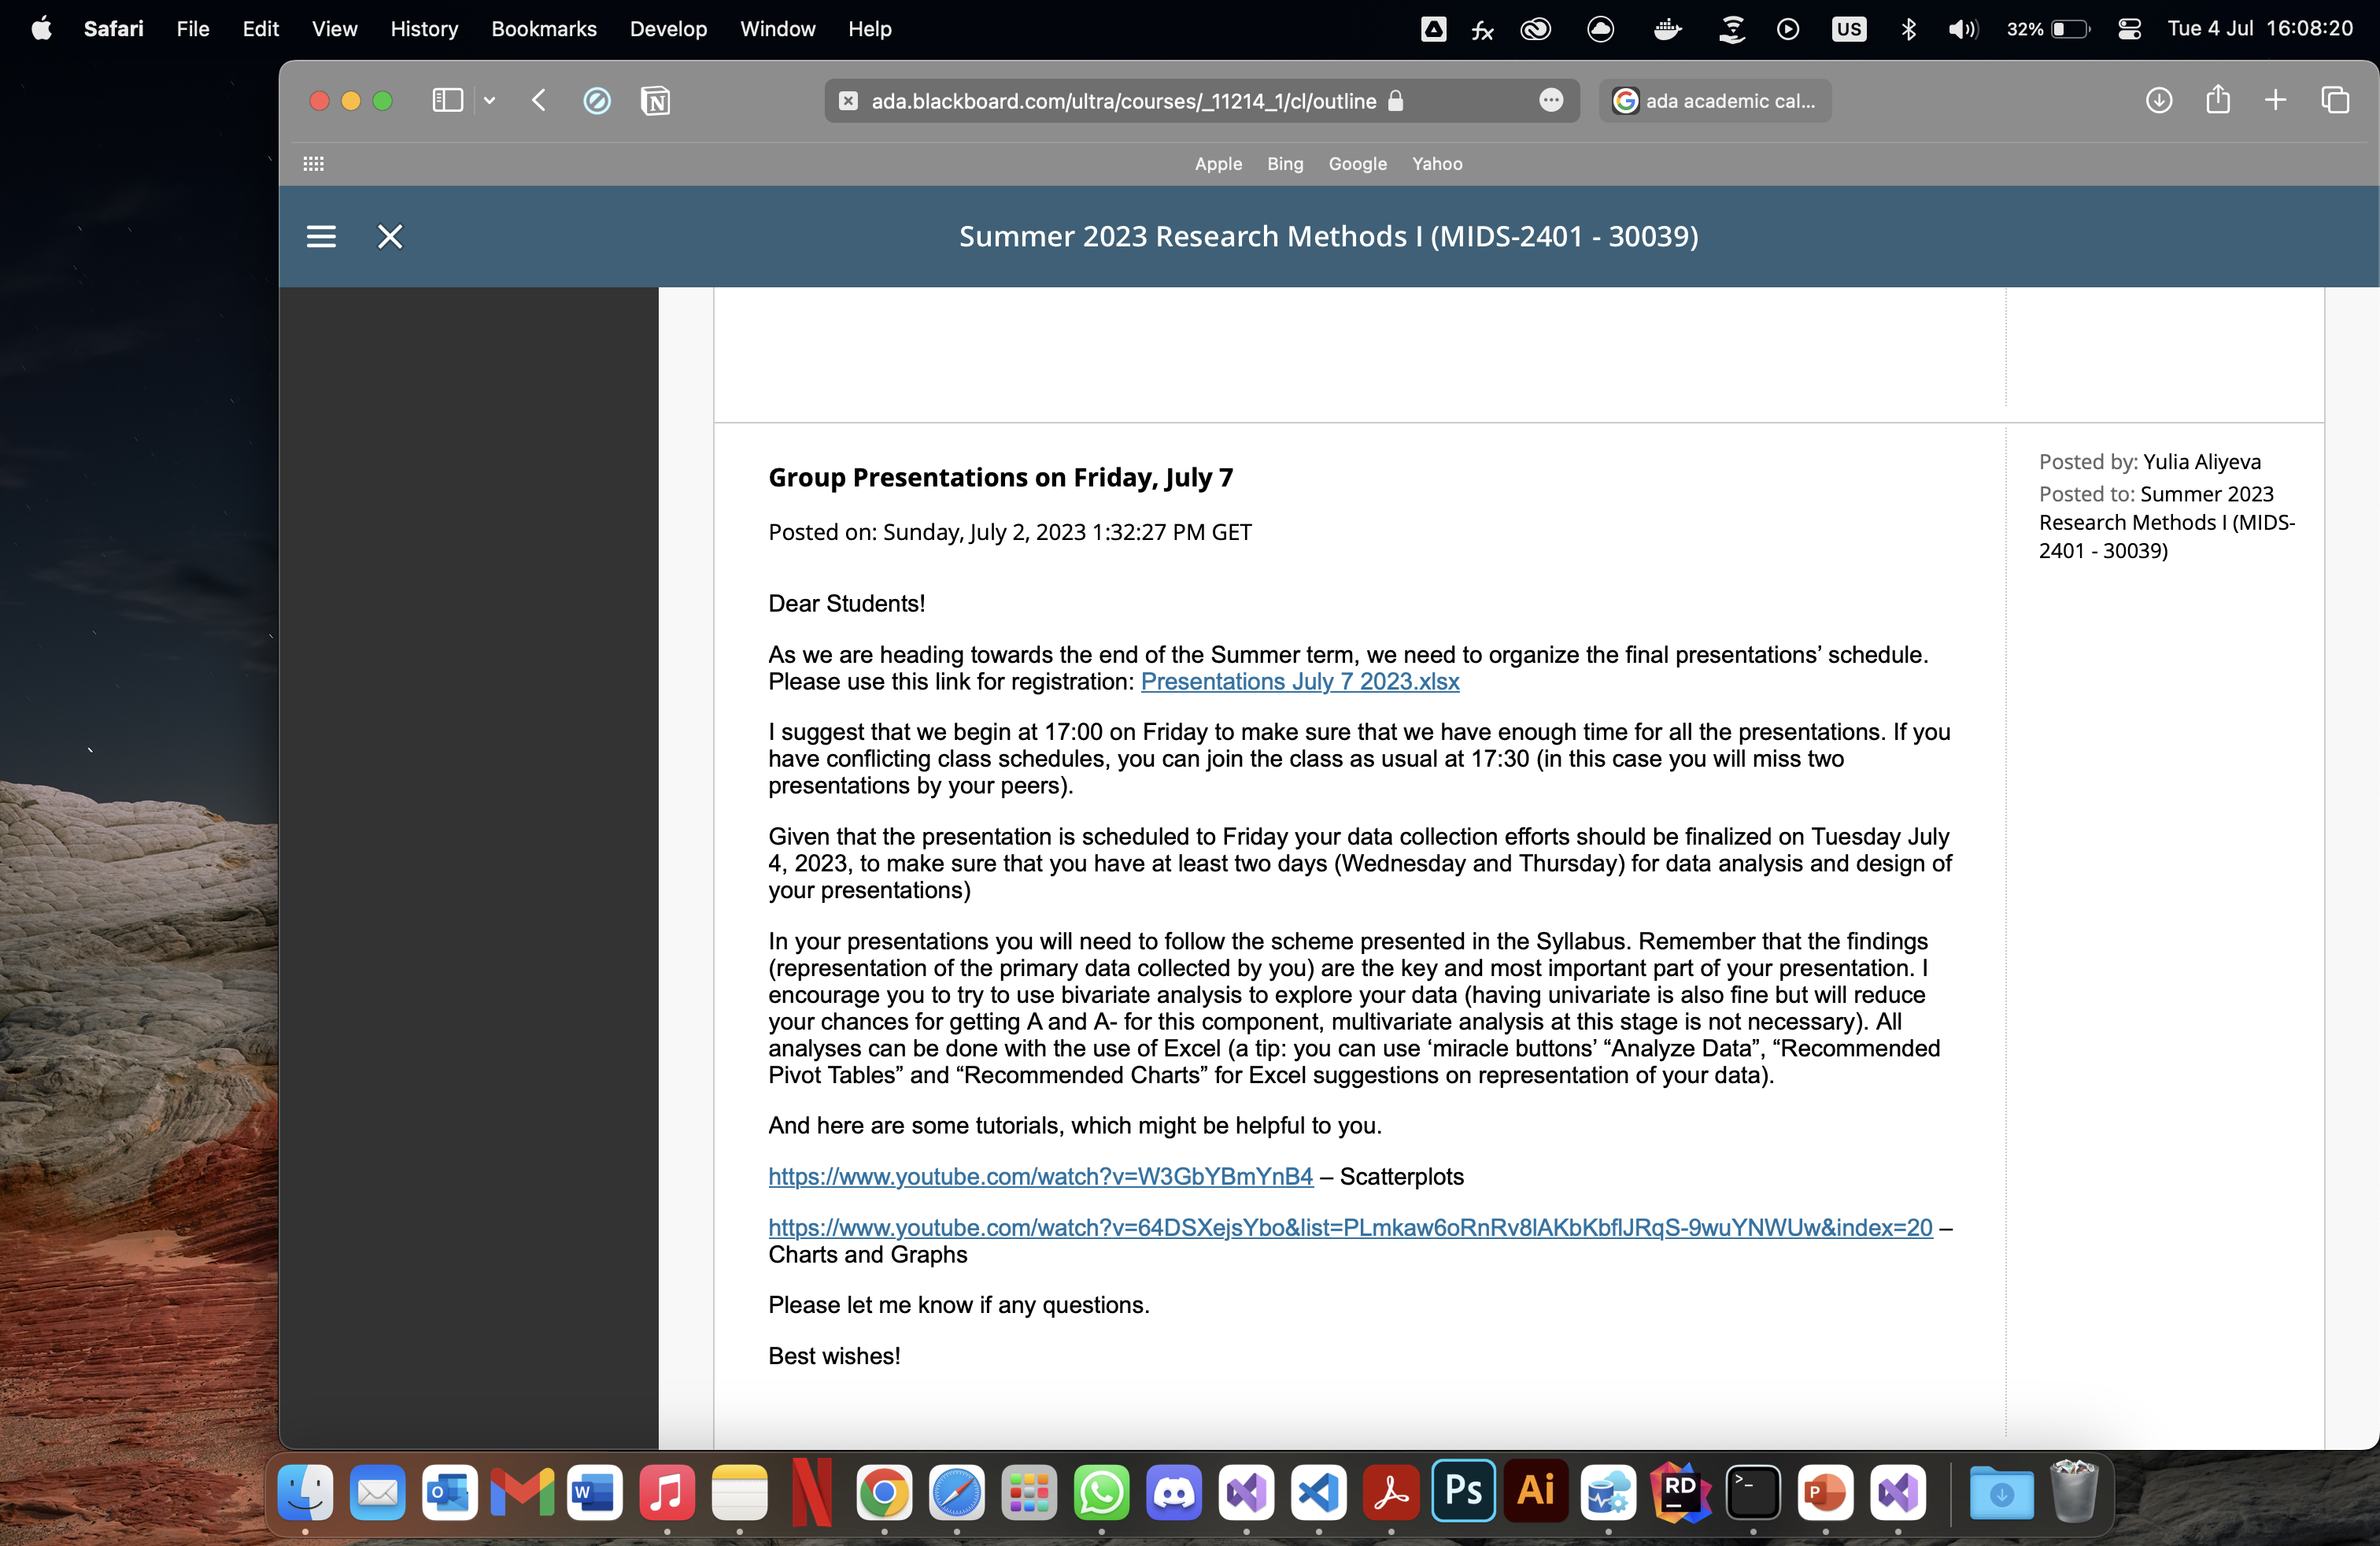 Safari File Edit View History Bookmarks Develop Window Help US 32% Tue 4 Jul 16:08:20
ada.blackboard.com/ultra/courses/_11214_1/cl/outline ada academic cal...
Apple Bing Google Yahoo
Summer 2023 Research Methods I (MIDS-2401 - 30039)
Group Presentations on Friday, July 7
Posted on: Sunday, July 2, 2023 1:32:27 PM GET
Posted by: Yulia Aliyeva
Posted to: Summer 2023
Research Methods I (MIDS-
2401 - 30039)
Dear Students!
As we are heading towards the end of the Summer term, we need to organize the final presentations’ schedule.
Please use this link for registration: Presentations July 7 2023.xlsx
I suggest that we begin at 17:00 on Friday to make sure that we have enough time for all the presentations. If you
have conflicting class schedules, you can join the class as usual at 17:30 (in this case you will miss two
presentations by your peers).
Given that the presentation is scheduled to Friday your data collection efforts should be finalized on Tuesday July
4, 2023, to make sure that you have at least two days (Wednesday and Thursday) for data analysis and design of
your presentations)
In your presentations you will need to follow the scheme presented in the Syllabus. Remember that the findings
(representation of the primary data collected by you) are the key and most important part of your presentation. I
encourage you to try to use bivariate analysis to explore your data (having univariate is also fine but will reduce
your chances for getting A and A- for this component, multivariate analysis at this stage is not necessary). All
analyses can be done with the use of Excel (a tip: you can use ‘miracle buttons’ “Analyze Data”, “Recommended
Pivot Tables” and “Recommended Charts” for Excel suggestions on representation of your data).
And here are some tutorials, which might be helpful to you.
https://www.youtube.com/watch?v=W3GbYBmYnB4 – Scatterplots
https://www.youtube.com/watch?v=64DSXejsYbo&list=PLmkaw6oRnRv8lAKbKbflJRqS-9wuYNWUw&index=20 –
Charts and Graphs
Please let me know if any questions.
Best wishes!
Ps Ai RD